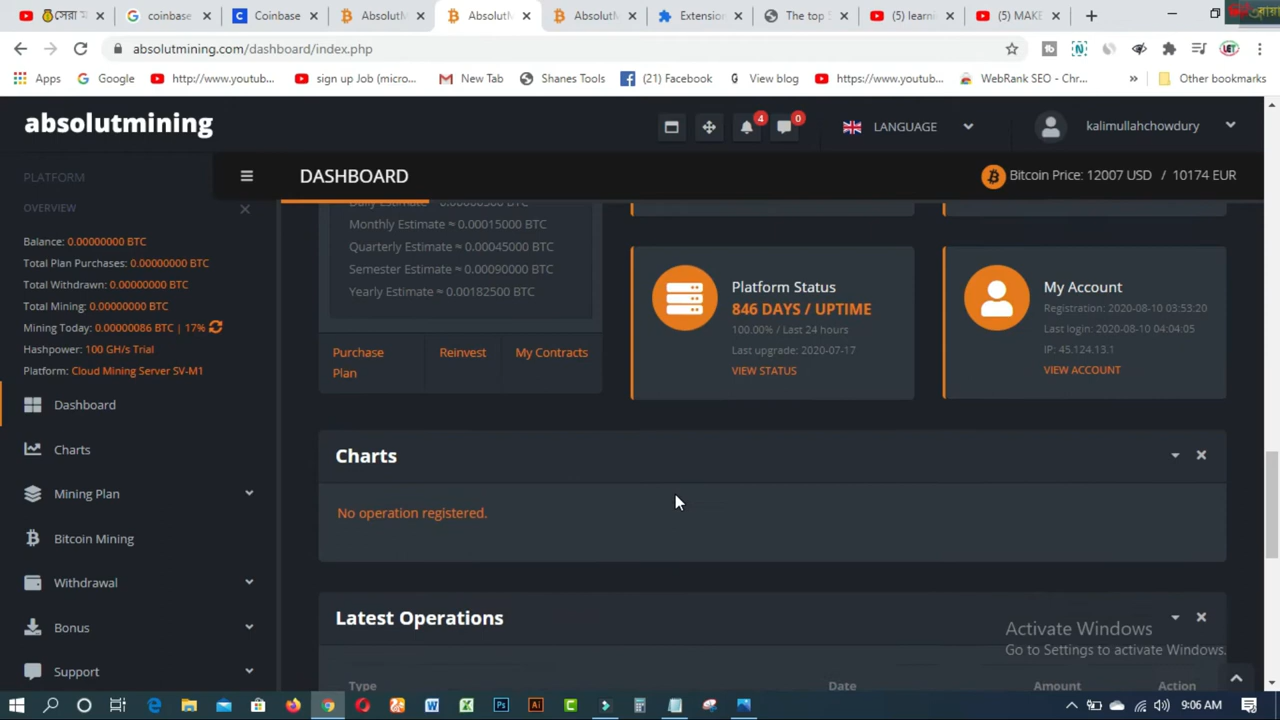 coinbase
Coinbase
Absolut
Absolut
Absolut
Extension
The top
(5) learni
(5) MAKE
absolutmining.com/dashboard/index.php
Apps
Google
http://www.youtub...
sign up Job (micro...
New Tab
Shanes Tools
(21) Facebook
View blog
https://www.youtub...
WebRank SEO - Chr...
Other bookmarks
absolutmining
4
0
LANGUAGE
kalimullahchowdury
PLATFORM
DASHBOARD
Bitcoin Price: 12007 USD / 10174 EUR
OVERVIEW
Balance: 0.00000000 BTC
Total Plan Purchases: 0.00000000 BTC
Total Withdrawn: 0.00000000 BTC
Total Mining: 0.00000000 BTC
Mining Today: 0.00000086 BTC | 17%
Hashpower: 100 GH/s Trial
Platform: Cloud Mining Server SV-M1
Dashboard
Charts
Mining Plan
Bitcoin Mining
Withdrawal
Bonus
Support
Monthly Estimate ≈ 0.00015000 BTC
Quarterly Estimate ≈ 0.00045000 BTC
Semester Estimate ≈ 0.00090000 BTC
Yearly Estimate ≈ 0.00182500 BTC
Purchase
Plan
Reinvest
My Contracts
Platform Status
846 DAYS / UPTIME
100.00% / Last 24 hours
Last upgrade: 2020-07-17
VIEW STATUS
My Account
Registration: 2020-08-10 03:53:20
Last login: 2020-08-10 04:04:05
IP: 45.124.13.1
VIEW ACCOUNT
Charts
No operation registered.
Latest Operations
Type
Date
Amount
Action
Activate Windows
Go to Settings to activate Windows.
9:06 AM